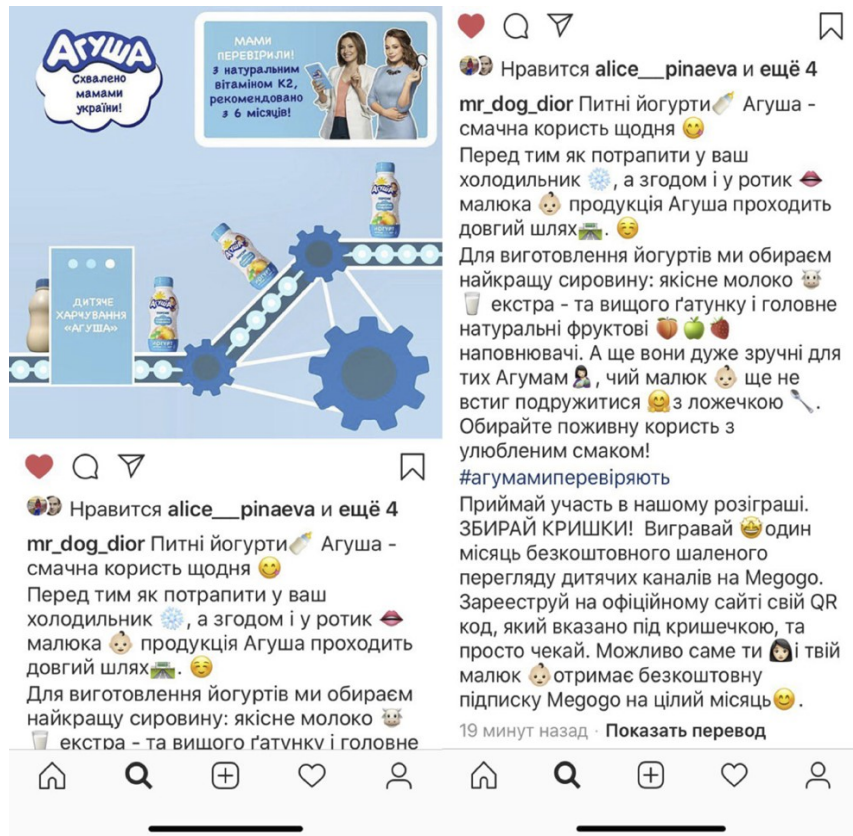 АГУША
Схвалено
мамами
україни!
МАМИ
ПЕРЕВІРИЛИ!
З натуральним
вітаміном К2,
рекомендовано
з 6 місяців!
АГУША
АГУША
ДИТЯЧЕ
ХАРЧУВАННЯ
«АГУША»
АГУША
ЙОГУРТ
Нравится alice___pinaeva и ещё 4
mr_dog_dior Питні йогурти🍼 Агуша -
смачна користь щодня 😋
Перед тим як потрапити у ваш
холодильник ❄️, а згодом і у ротик 👄
малюка 👶🏻 продукція Агуша проходить
довгий шлях🛣️. ☺️
Для виготовлення йогуртів ми обираєм
найкращу сировину: якісне молоко 🐮
🥛 екстра - та вищого ґатунку і головне
Нравится alice___pinaeva и ещё 4
mr_dog_dior Питні йогурти🍼 Агуша -
смачна користь щодня 😋
Перед тим як потрапити у ваш
холодильник ❄️, а згодом і у ротик 👄
малюка 👶🏻 продукція Агуша проходить
довгий шлях🛣️. ☺️
Для виготовлення йогуртів ми обираєм
найкращу сировину: якісне молоко 🐮
🥛 екстра - та вищого ґатунку і головне
натуральні фруктові 🍑🍏🍓
наповнювачі. А ще вони дуже зручні для
тих Агумам🤱🏻, чий малюк 👶🏻 ще не
встиг подружитися 🤗з ложечкою 🥄.
Обирайте поживну користь з
улюбленим смаком!
#агумамиперевіряють
Приймай участь в нашому розіграші.
ЗБИРАЙ КРИШКИ! Вигравай 🤩один
місяць безкоштовного шаленого
перегляду дитячих каналів на Megogo.
Зареєструй на офіційному сайті свій QR
код, який вказано під кришечкою, та
просто чекай. Можливо саме ти 👩🏻і твій
малюк 👶🏻отримає безкоштовну
підписку Megogo на цілий місяць😊.
19 минут назад · Показать перевод